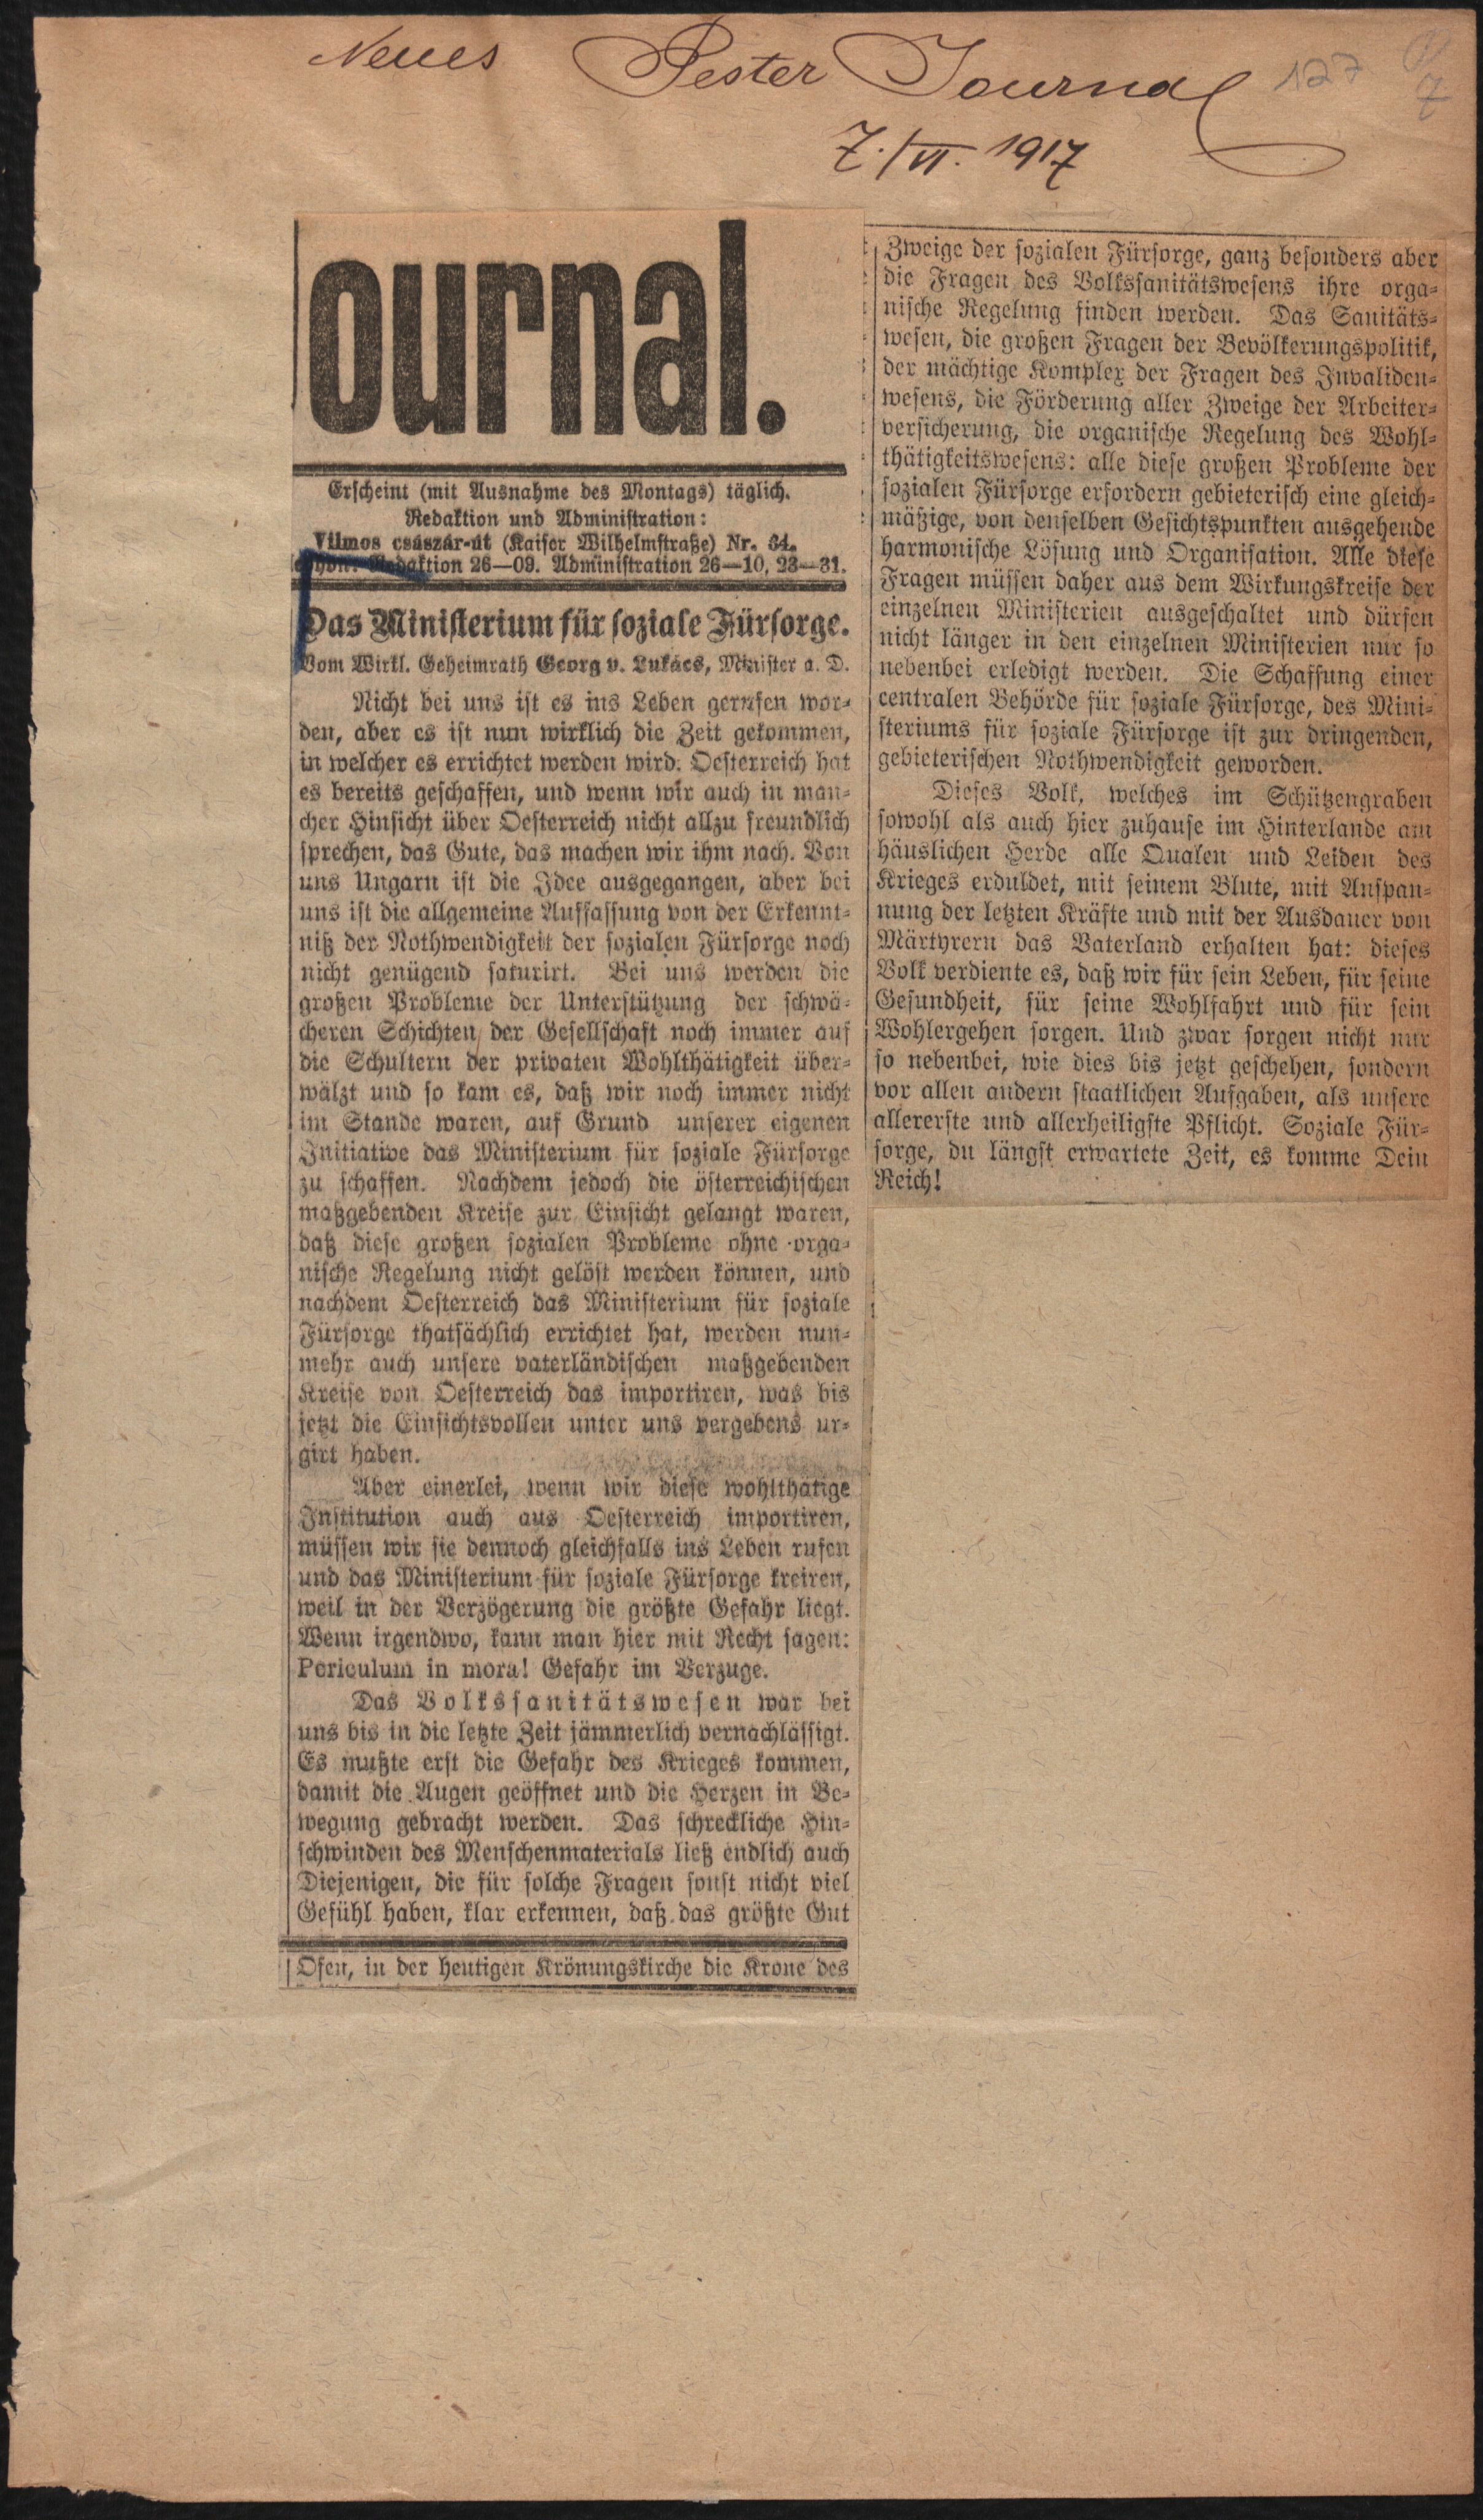 Neues Pester Journal
127
7./VI. 1917
ournal.
Erscheint (mit Ausnahme des Montags) täglich.
Redaktion und Administration:
Vilmos császár-út (Kaiser Wilhelmstraße) Nr. 34.
Redaktion 26—09. Administration 26—10, 23—31.
Das Ministerium für soziale Fürsorge.
Vom Wirkl. Geheimrath Georg v. Lukács, Minister a. D.
Nicht bei uns ist es ins Leben gerufen wor-
den, aber es ist nun wirklich die Zeit gekommen,
in welcher es errichtet werden wird. Oesterreich hat
es bereits geschaffen, und wenn wir auch in man-
cher Hinsicht über Oesterreich nicht allzu freundlich
sprechen, das Gute, das machen wir ihm nach. Von
uns Ungarn ist die Idee ausgegangen, aber bei
uns ist die allgemeine Auffassung von der Erkennt-
niß der Nothwendigkeit der sozialen Fürsorge noch
nicht genügend saturirt. Bei uns werden die
großen Probleme der Unterstützung der schwä-
cheren Schichten der Gesellschaft noch immer auf
die Schultern der privaten Wohlthätigkeit über-
wälzt und so kam es, daß wir noch immer nicht
im Stande waren, auf Grund unserer eigenen
Initiative das Ministerium für soziale Fürsorge
zu schaffen. Nachdem jedoch die österreichischen
maßgebenden Kreise zur Einsicht gelangt waren,
daß diese großen sozialen Probleme ohne orga-
nische Regelung nicht gelöst werden können, und
nachdem Oesterreich das Ministerium für soziale
Fürsorge thatsächlich errichtet hat, werden nun-
mehr auch unsere vaterländischen maßgebenden
Kreise von Oesterreich das importiren, was bis
jetzt die Einsichtsvollen unter uns vergebens ur-
girt haben.
Aber einerlei, wenn wir diese wohlthätige
Institution auch aus Oesterreich importiren,
müssen wir sie dennoch gleichfalls ins Leben rufen
und das Ministerium für soziale Fürsorge kreiren,
weil in der Verzögerung die größte Gefahr liegt.
Wenn irgendwo, kann man hier mit Recht sagen:
Periculum in mora! Gefahr im Verzuge.
Das Volkssanitätswesen war bei
uns bis in die letzte Zeit jämmerlich vernachlässigt.
Es mußte erst die Gefahr des Krieges kommen,
damit die Augen geöffnet und die Herzen in Be-
wegung gebracht werden. Das schreckliche Hin-
schwinden des Menschenmaterials ließ endlich auch
Diejenigen, die für solche Fragen sonst nicht viel
Gefühl haben, klar erkennen, daß das größte Gut
Ofen, in der heutigen Krönungskirche die Krone des
Zweige der sozialen Fürsorge, ganz besonders aber
die Fragen des Volkssanitätswesens ihre orga-
nische Regelung finden werden. Das Sanitäts-
wesen, die großen Fragen der Bevölkerungspolitik,
der mächtige Komplex der Fragen des Invaliden-
wesens, die Förderung aller Zweige der Arbeiter-
versicherung, die organische Regelung des Wohl-
thätigkeitswesens: alle diese großen Probleme der
sozialen Fürsorge erfordern gebieterisch eine gleich-
mäßige, von denselben Gesichtspunkten ausgehende
harmonische Lösung und Organisation. Alle diese
Fragen müssen daher aus dem Wirkungskreise der
einzelnen Ministerien ausgeschaltet und dürfen
nicht länger in den einzelnen Ministerien nur so
nebenbei erledigt werden. Die Schaffung einer
centralen Behörde für soziale Fürsorge, des Mini-
steriums für soziale Fürsorge ist zur dringenden,
gebieterischen Nothwendigkeit geworden.
Dieses Volk, welches im Schützengraben
sowohl als auch hier zuhause im Hinterlande am
häuslichen Herde alle Qualen und Leiden des
Krieges erduldet, mit seinem Blute, mit Anspan-
nung der letzten Kräfte und mit der Ausdauer von
Märtyrern das Vaterland erhalten hat: dieses
Volk verdiente es, daß wir für sein Leben, für seine
Gesundheit, für seine Wohlfahrt und für sein
Wohlergehen sorgen. Und zwar sorgen nicht nur
so nebenbei, wie dies bis jetzt geschehen, sondern
vor allen andern staatlichen Aufgaben, als unsere
allererste und allerheiligste Pflicht. Soziale Für-
sorge, du längst erwartete Zeit, es komme Dein
Reich!